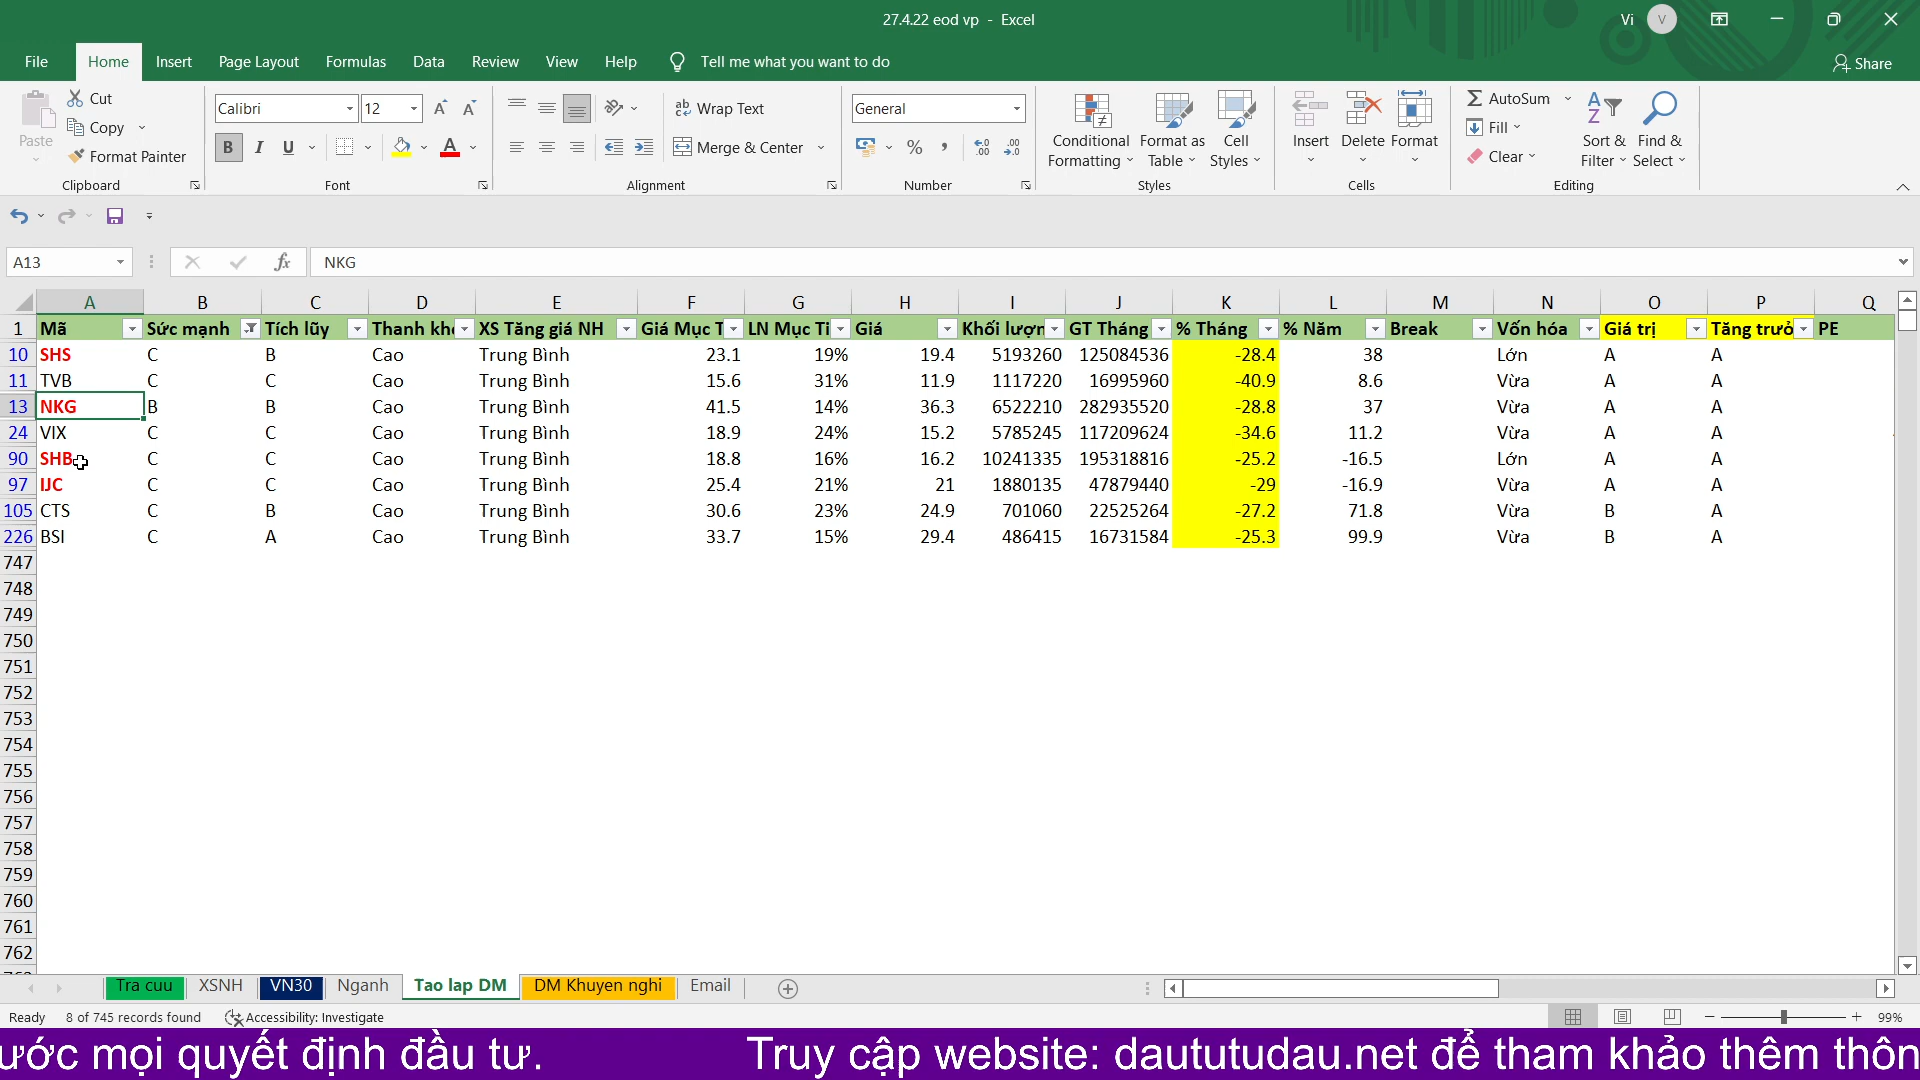 27.4.22 eod vp - Excel
Vi
V
File Home Insert Page Layout Formulas Data Review View Help Tell me what you want to do
Share
Paste
Cut
Copy
Format Painter
Clipboard
Calibri 12
B I U
Font
Wrap Text
Merge & Center
Alignment
General
Number
Conditional Formatting
Format as Table
Cell Styles
Styles
Insert Delete Format
Cells
AutoSum
Fill
Clear
Sort & Filter
Find & Select
Editing
A13 fx NKG
A B C D E F G H I J K L M N O P Q
1 Mã Sức mạnh Tích lũy Thanh kho XS Tăng giá NH Giá Mục T LN Mục Ti Giá Khối lượn GT Tháng % Tháng % Năm Break Vốn hóa Giá trị Tăng trưở PE
10 SHS C B Cao Trung Bình 23.1 19% 19.4 5193260 125084536 -28.4 38 Lớn A A
11 TVB C C Cao Trung Bình 15.6 31% 11.9 1117220 16995960 -40.9 8.6 Vừa A A
13 NKG B B Cao Trung Bình 41.5 14% 36.3 6522210 282935520 -28.8 37 Vừa A A
24 VIX C C Cao Trung Bình 18.9 24% 15.2 5785245 117209624 -34.6 11.2 Vừa A A
90 SHB C C Cao Trung Bình 18.8 16% 16.2 10241335 195318816 -25.2 -16.5 Lớn A A
97 IJC C C Cao Trung Bình 25.4 21% 21 1880135 47879440 -29 -16.9 Vừa A A
105 CTS C B Cao Trung Bình 30.6 23% 24.9 701060 22525264 -27.2 71.8 Vừa B A
226 BSI C A Cao Trung Bình 33.7 15% 29.4 486415 16731584 -25.3 99.9 Vừa B A
747
748
749
750
751
752
753
754
755
756
757
758
759
760
761
762
Tra cuu XSNH VN30 Nganh Tao lap DM DM Khuyen nghi Email
Ready 8 of 745 records found Accessibility: Investigate 99%
ước mọi quyết định đầu tư. Truy cập website: daututudau.net để tham khảo thêm thôn